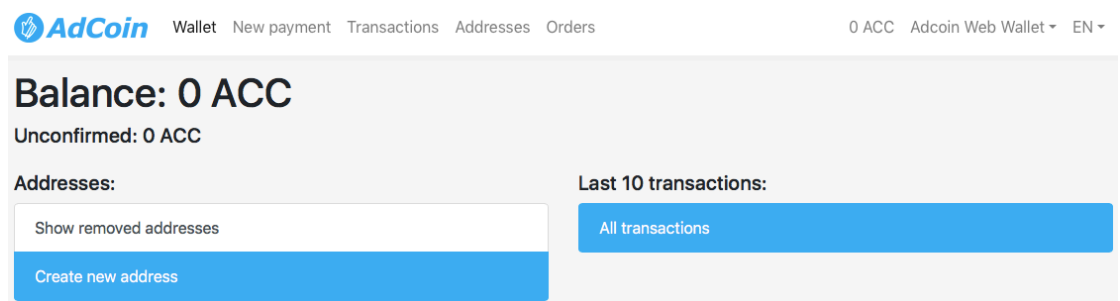 AdCoin Wallet New payment Transactions Addresses Orders 0 ACC Adcoin Web Wallet EN
Balance: 0 ACC
Unconfirmed: 0 ACC
Addresses:
Show removed addresses
Create new address
Last 10 transactions:
All transactions